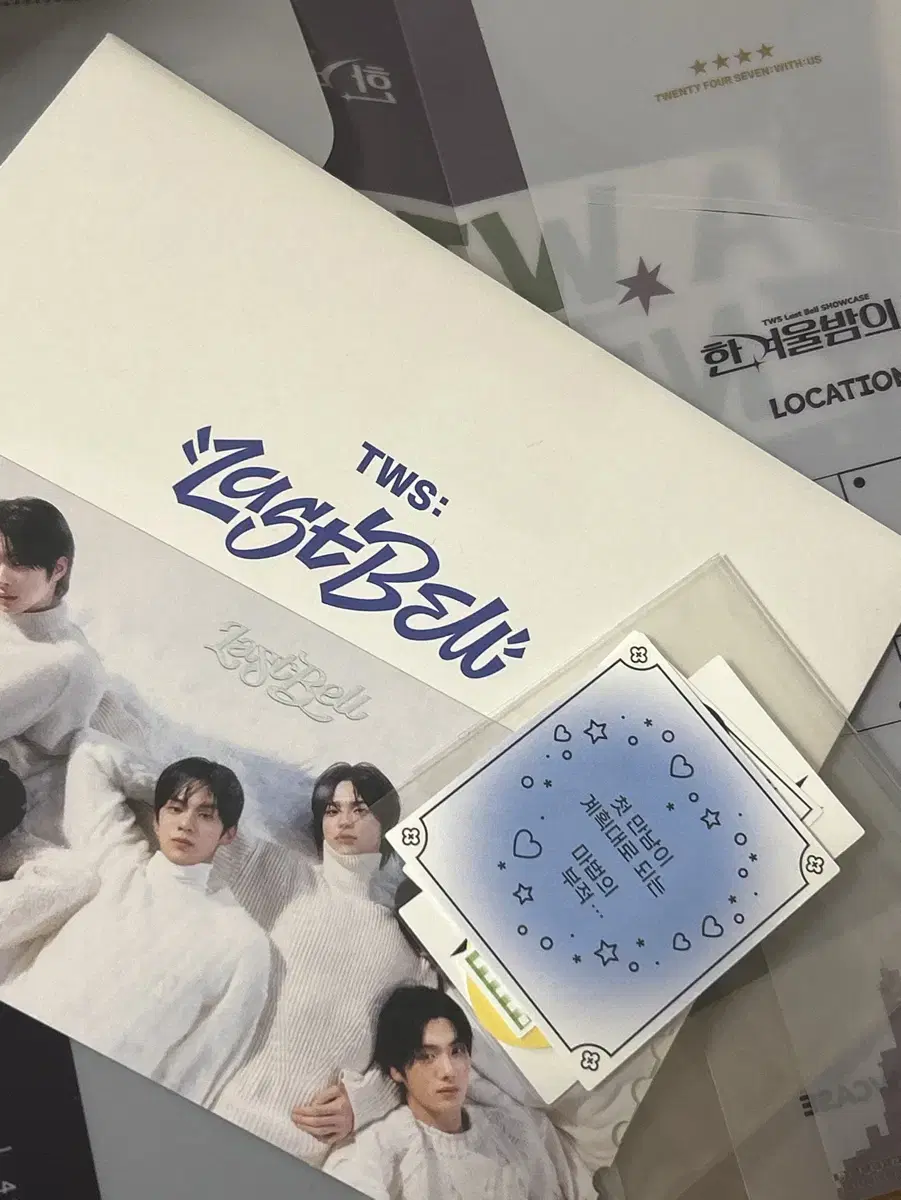 TWENTY FOUR SEVEN:WITH:US
TWS Last Bell SHOWCASE
한겨울밤의
LOCATION
TWS:
"Last Bell"
Last Bell
첫 만남이
계획대로 되는
마법의
부적...